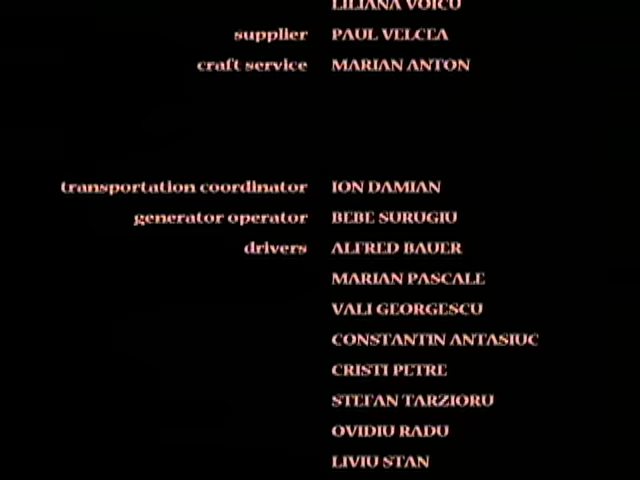 LILIANA VOICU
supplier PAUL VELCEA
craft service MARIAN ANTON
transportation coordinator ION DAMIAN
generator operator BEBE SURUGIU
drivers ALFRED BAUER
MARIAN PASCALE
VALI GEORGESCU
CONSTANTIN ANTASIUC
CRISTI PETRE
STEFAN TARZIORU
OVIDIU RADU
LIVIU STAN